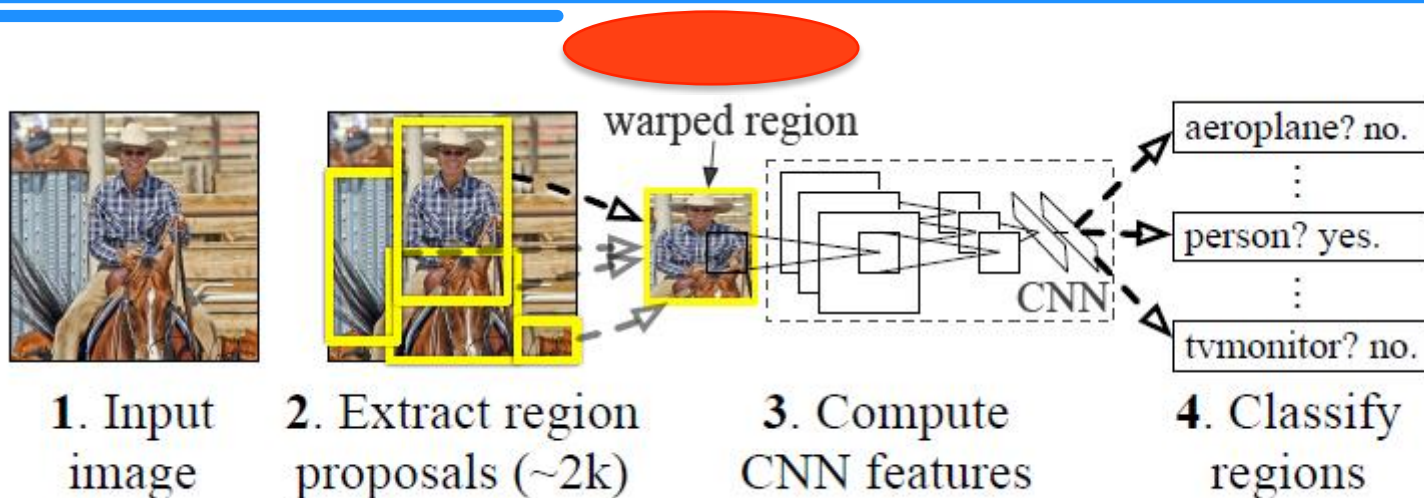 warped region
aeroplane? no.
person? yes.
CNN
tvmonitor? no.
1. Input
image
2. Extract region
proposals (~2k)
3. Compute
CNN features
4. Classify
regions